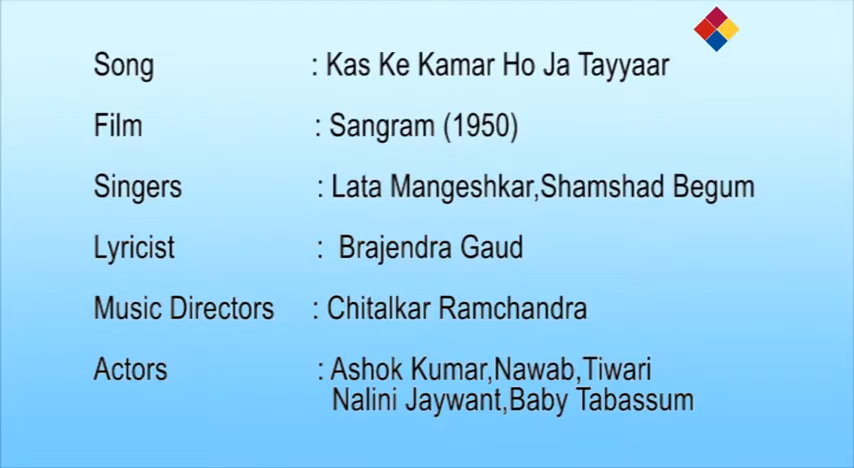 Song : Kas Ke Kamar Ho Ja Tayyaar
Film : Sangram (1950)
Singers : Lata Mangeshkar,Shamshad Begum
Lyricist : Brajendra Gaud
Music Directors : Chitalkar Ramchandra
Actors : Ashok Kumar,Nawab,Tiwari
Nalini Jaywant,Baby Tabassum